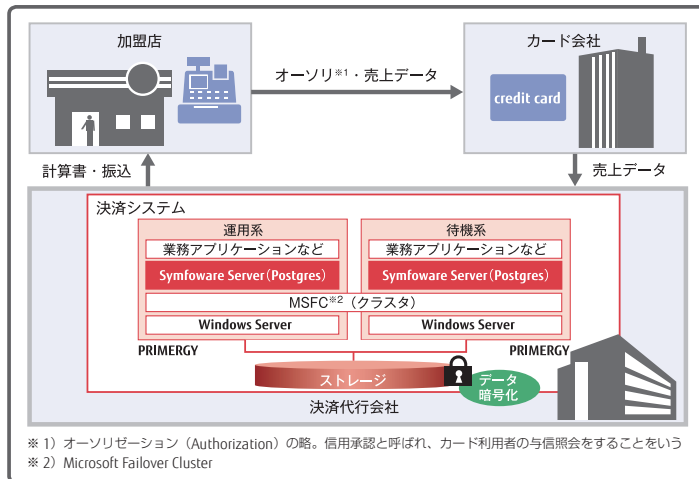 加盟店
カード会社
オーソリ※1・売上データ
credit card
計算書・振込
売上データ
決済システム
運用系
待機系
業務アプリケーションなど
業務アプリケーションなど
Symfoware Server(Postgres)
Symfoware Server(Postgres)
MSFC※2（クラスタ）
Windows Server
Windows Server
PRIMERGY
PRIMERGY
ストレージ
データ
暗号化
決済代行会社
※ 1）オーソリゼーション（Authorization）の略。信用承認と呼ばれ、カード利用者の与信照会をすることをいう
※ 2）Microsoft Failover Cluster